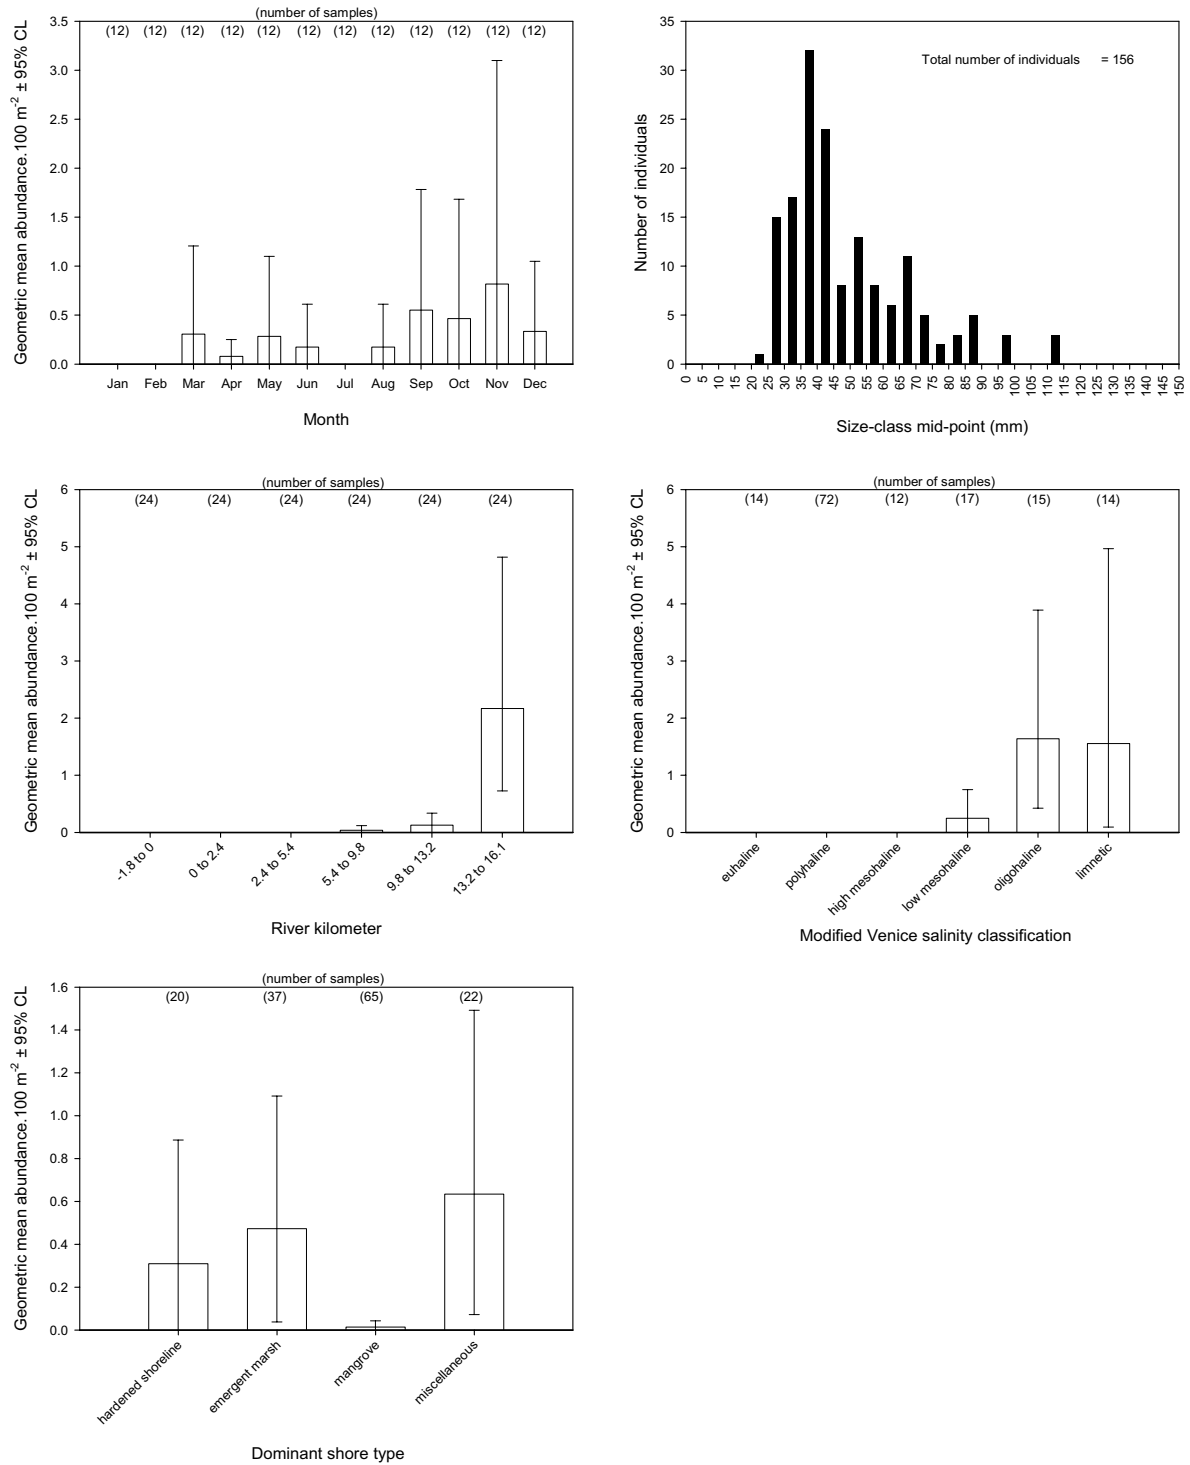 (number of samples)
(12) (12) (12) (12) (12) (12) (12) (12) (12) (12) (12) (12)
3.5
3.0
2.5
2.0
1.5
1.0
0.5
0.0
Geometric mean abundance.100 m-2 ± 95% CL
Jan Feb Mar Apr May Jun Jul Aug Sep Oct Nov Dec
Month
35
30
25
20
15
10
5
0
Number of individuals
Total number of individuals = 156
0 5 10 15 20 25 30 35 40 45 50 55 60 65 70 75 80 85 90 95 100 105 110 115 120 125 130 135 140 145 150
Size-class mid-point (mm)
(number of samples)
(24) (24) (24) (24) (24) (24)
6
5
4
3
2
1
0
Geometric mean abundance.100 m-2 ± 95% CL
-1.8 to 0
0 to 2.4
2.4 to 5.4
5.4 to 9.8
9.8 to 13.2
13.2 to 16.1
River kilometer
(number of samples)
(14) (72) (12) (17) (15) (14)
6
5
4
3
2
1
0
Geometric mean abundance.100 m-2 ± 95% CL
euhaline
polyhaline
high mesohaline
low mesohaline
oligohaline
limnetic
Modified Venice salinity classification
(number of samples)
(20) (37) (65) (22)
1.6
1.4
1.2
1.0
0.8
0.6
0.4
0.2
0.0
Geometric mean abundance.100 m-2 ± 95% CL
hardened shoreline
emergent marsh
mangrove
miscellaneous
Dominant shore type